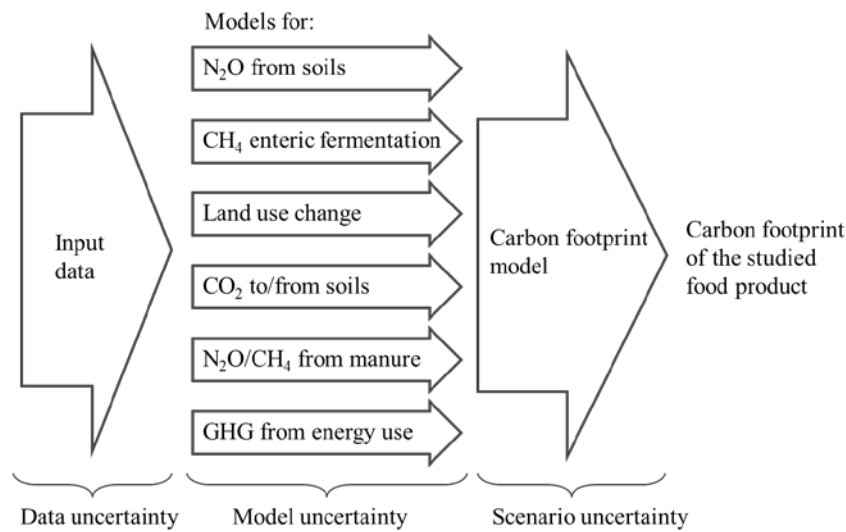 Models for:
N₂O from soils
CH₄ enteric fermentation
Land use change
CO₂ to/from soils
N₂O/CH₄ from manure
GHG from energy use
Input
data
Carbon footprint
model
Carbon footprint
of the studied
food product
Data uncertainty
Model uncertainty
Scenario uncertainty